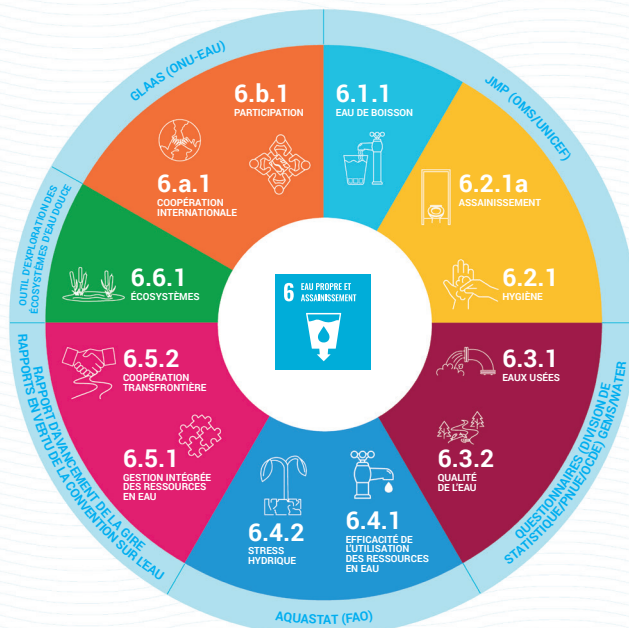 GLAAS (ONU-EAU)
JMP (OMS/UNICEF)
6.b.1
PARTICIPATION
6.1.1
EAU DE BOISSON
6.a.1
COOPÉRATION
INTERNATIONALE
6.2.1a
ASSAINISSEMENT
OUTIL D'EXPLORATION DES
ÉCOSYSTÈMES D'EAU DOUCE
6.6.1
ÉCOSYSTÈMES
6 EAU PROPRE ET
ASSAINISSEMENT
6.2.1
HYGIÈNE
6.5.2
COOPÉRATION
TRANSFRONTIÈRE
6.3.1
EAUX USÉES
6.5.1
GESTION INTÉGRÉE
DES RESSOURCES
EN EAU
6.3.2
QUALITÉ
DE L'EAU
RAPPORT D'AVANCEMENT DE LA GIRE
RAPPORTS EN VERTU DE LA CONVENTION SUR L'EAU
QUESTIONNAIRES (DIVISION DE
STATISTIQUE/PNUE/OCDE) GEMS/WATER
6.4.2
STRESS
HYDRIQUE
6.4.1
EFFICACITÉ DE
L'UTILISATION
DES RESSOURCES
EN EAU
AQUASTAT (FAO)